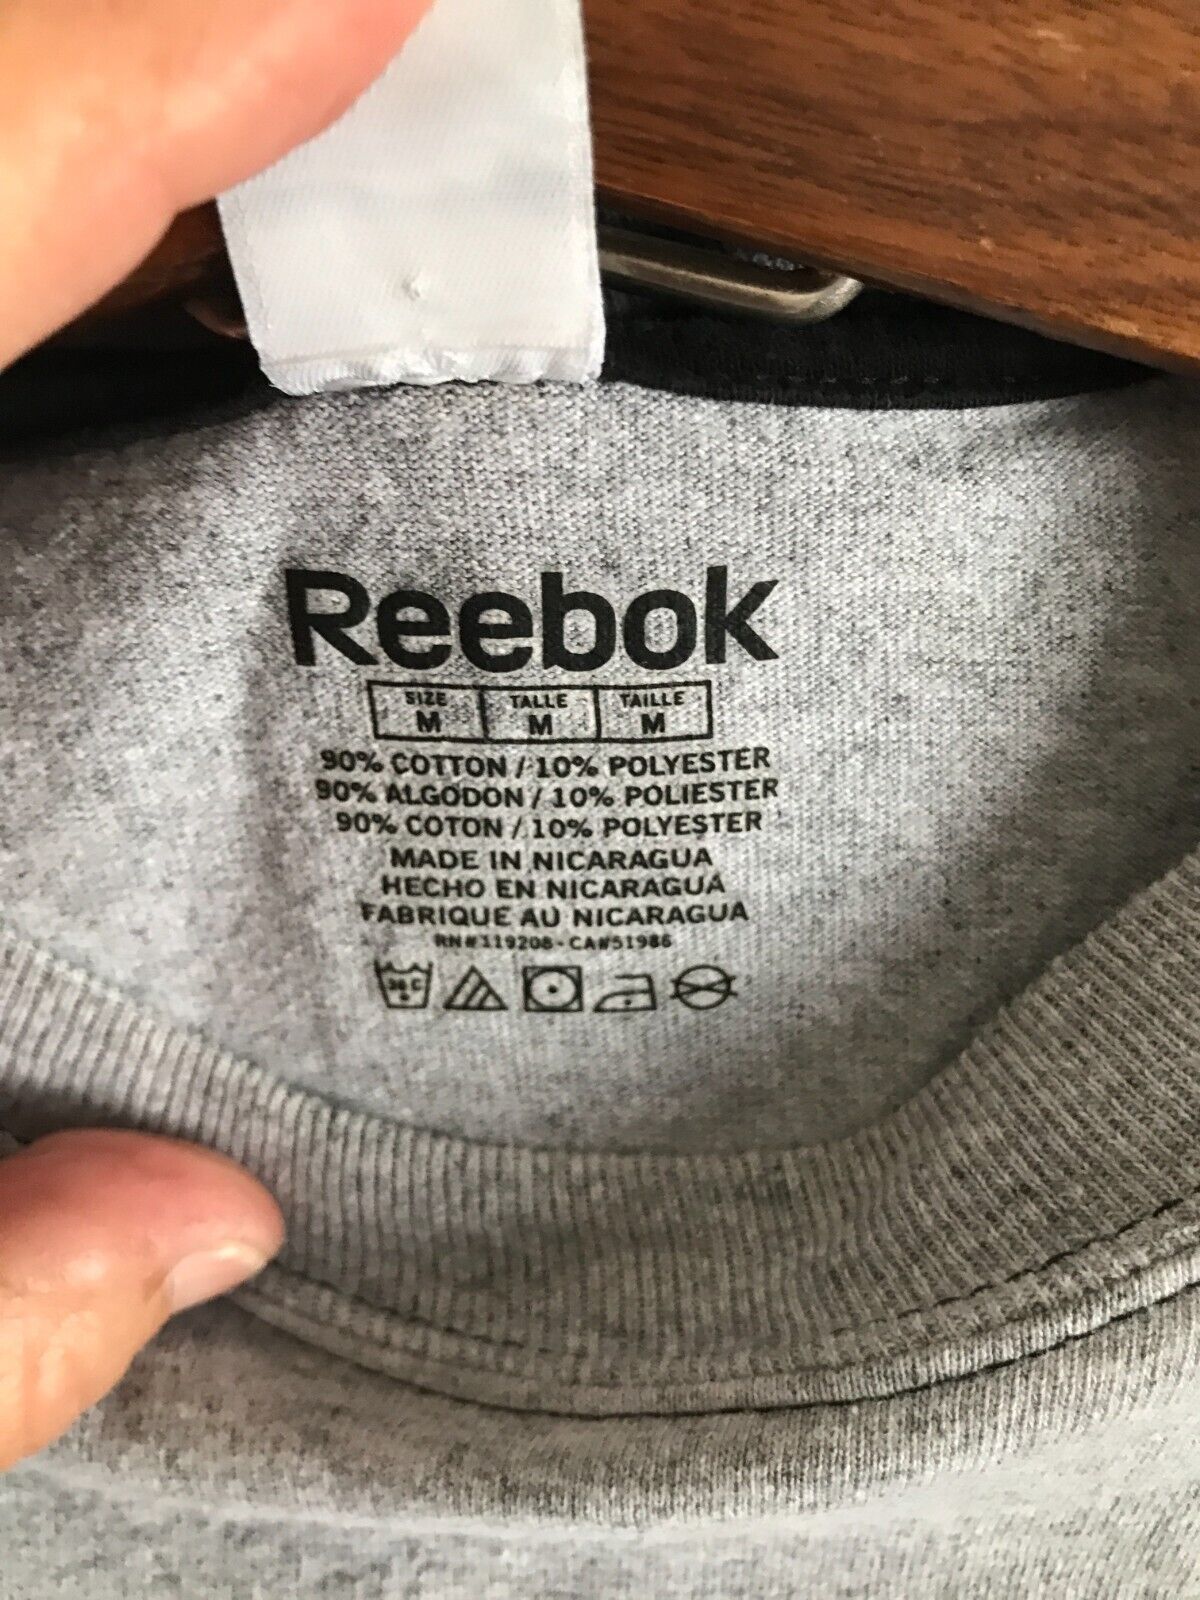 Reebok
SIZE TALLE TAILLE
M M M
90% COTTON / 10% POLYESTER
90% ALGODON / 10% POLIESTER
90% COTON / 10% POLYESTER
MADE IN NICARAGUA
HECHO EN NICARAGUA
FABRIQUE AU NICARAGUA
RN#119208 - CA#51986
30 C